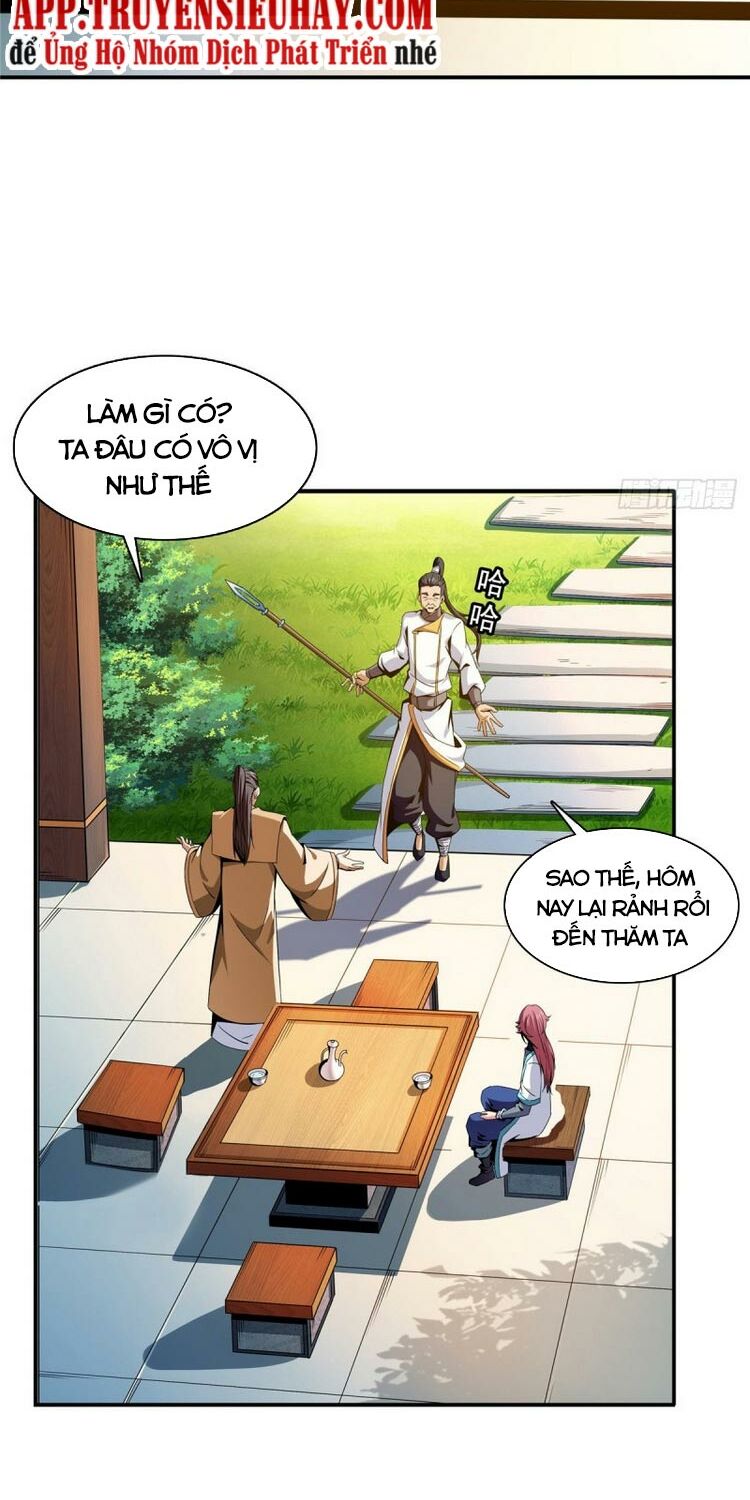 APP.TRUYENSIEUHAY.COM
để Ủng Hộ Nhóm Dịch Phát Triển nhé
LÀM GÌ CÓ?
TA ĐÂU CÓ VÔ VỊ
NHƯ THẾ
哈
哈
SAO THẾ, HÔM
NAY LẠI RẢNH RỖI
ĐẾN THĂM TA